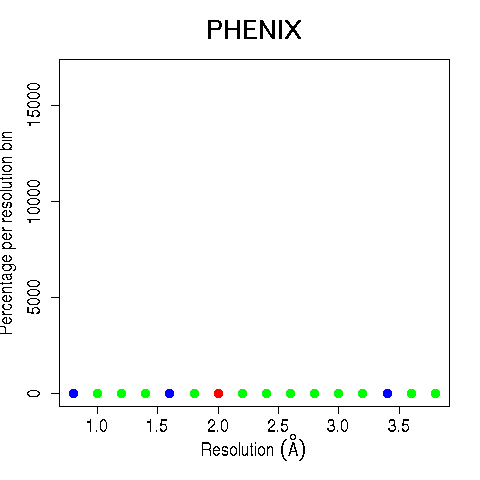 PHENIX
Percentage per resolution bin
15000
10000
5000
0
1.0 1.5 2.0 2.5 3.0 3.5
Resolution (Å)